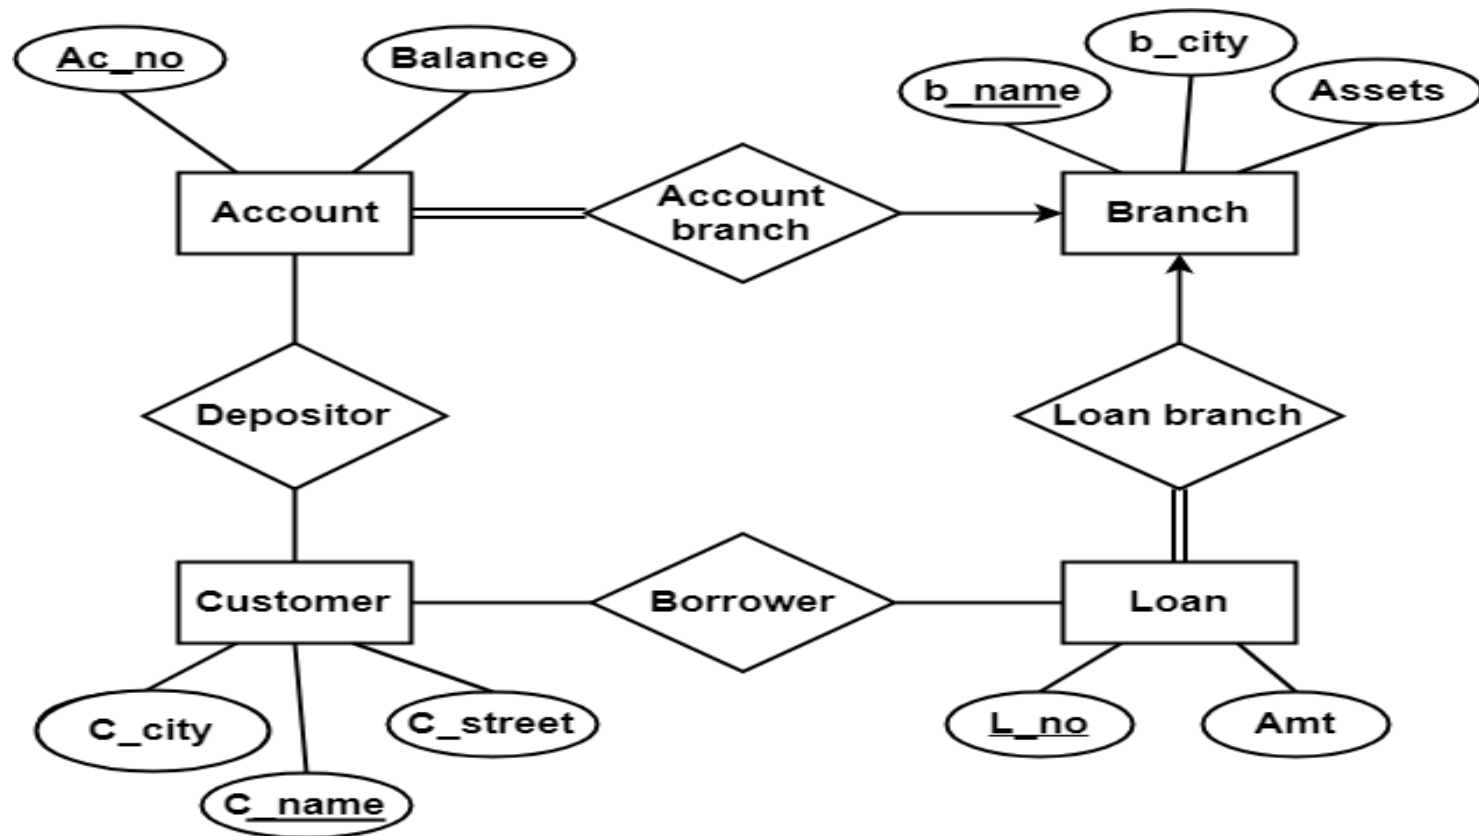 b_city
Ac_no
Balance
b_name
Assets
Account
Account
branch
Branch
Depositor
Loan branch
Customer
Borrower
Loan
C_city
C_street
L_no
Amt
C_name